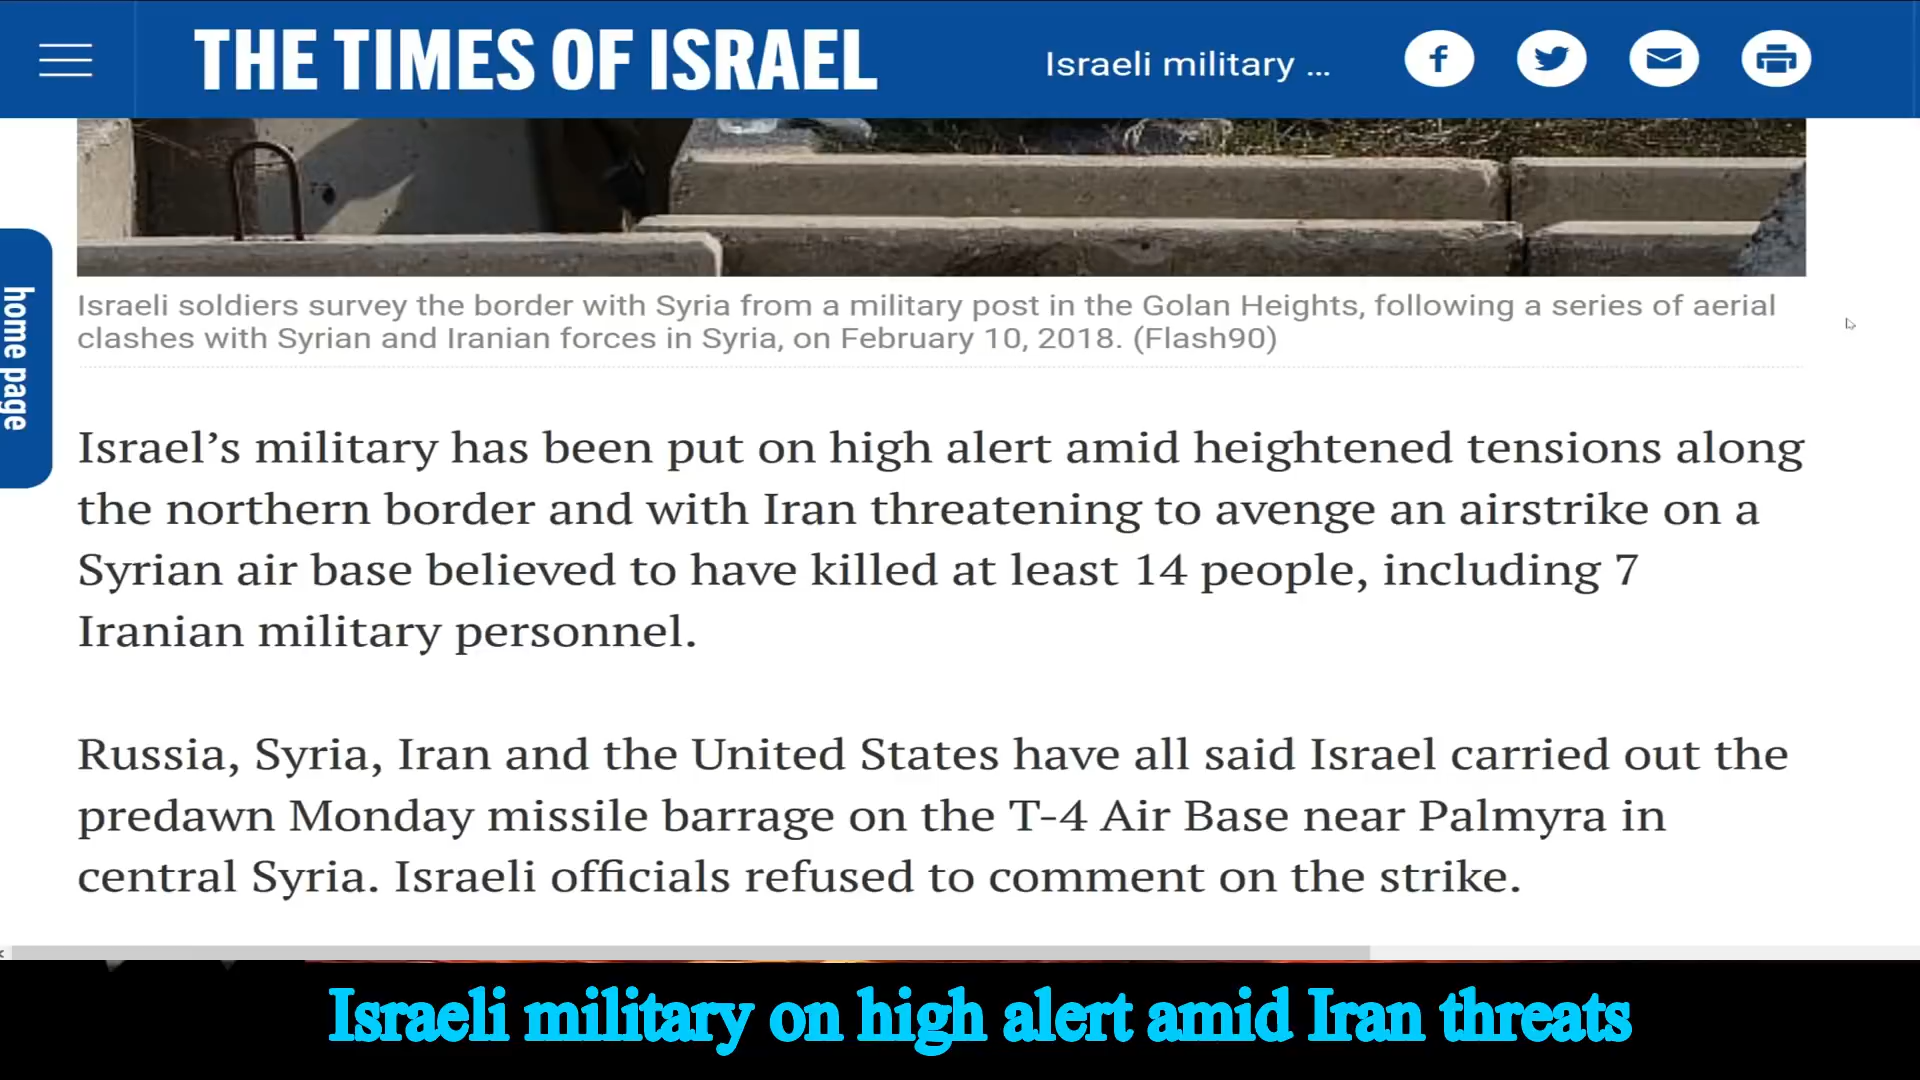 THE TIMES OF ISRAEL
Israeli military ...
home page
Israeli soldiers survey the border with Syria from a military post in the Golan Heights, following a series of aerial
clashes with Syrian and Iranian forces in Syria, on February 10, 2018. (Flash90)
Israel’s military has been put on high alert amid heightened tensions along
the northern border and with Iran threatening to avenge an airstrike on a
Syrian air base believed to have killed at least 14 people, including 7
Iranian military personnel.
Russia, Syria, Iran and the United States have all said Israel carried out the
predawn Monday missile barrage on the T-4 Air Base near Palmyra in
central Syria. Israeli officials refused to comment on the strike.
Israeli military on high alert amid Iran threats